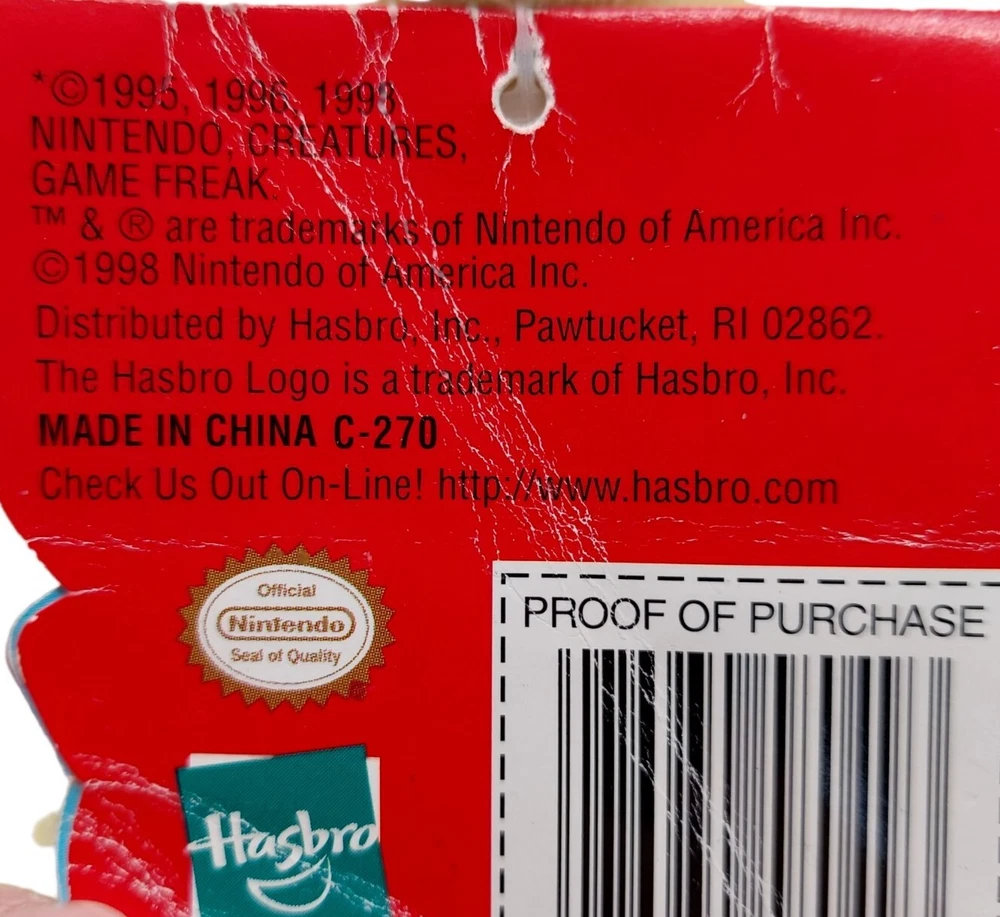 *©1995, 1996, 1998
NINTENDO, CREATURES,
GAME FREAK.
™ & ® are trademarks of Nintendo of America Inc.
©1998 Nintendo of America Inc.
Distributed by Hasbro, Inc., Pawtucket, RI 02862.
The Hasbro Logo is a trademark of Hasbro, Inc.
MADE IN CHINA C-270
Check Us Out On-Line! http://www.hasbro.com
Official
Nintendo
Seal of Quality
®
PROOF OF PURCHASE
Hasbro